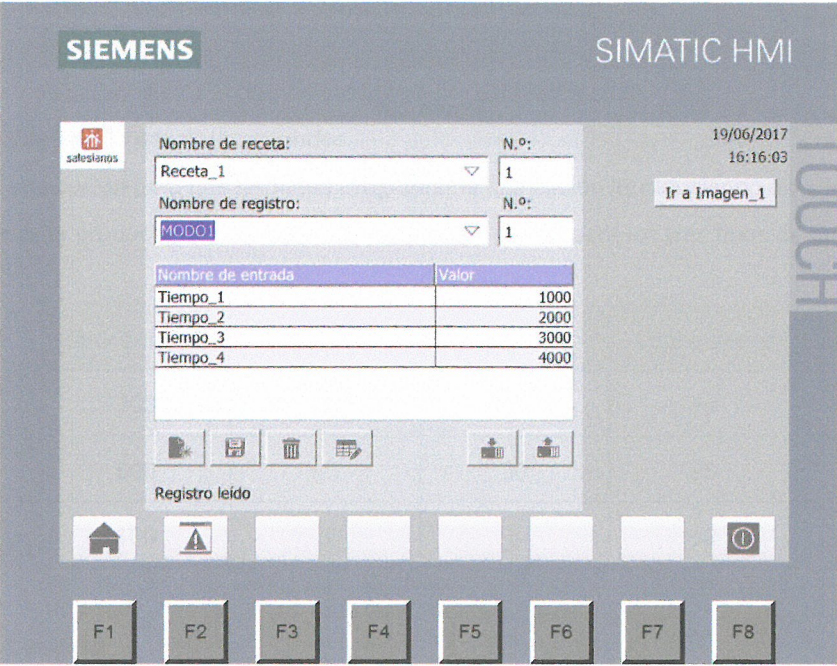 SIEMENS
SIMATIC HMI
TOUCH
salesianos
19/06/2017
16:16:03
Ir a Imagen_1
Nombre de receta:
N.º:
Receta_1
1
Nombre de registro:
N.º:
MODO1
1
Nombre de entrada Valor
Tiempo_1 1000
Tiempo_2 2000
Tiempo_3 3000
Tiempo_4 4000
Registro leído
F1 F2 F3 F4 F5 F6 F7 F8